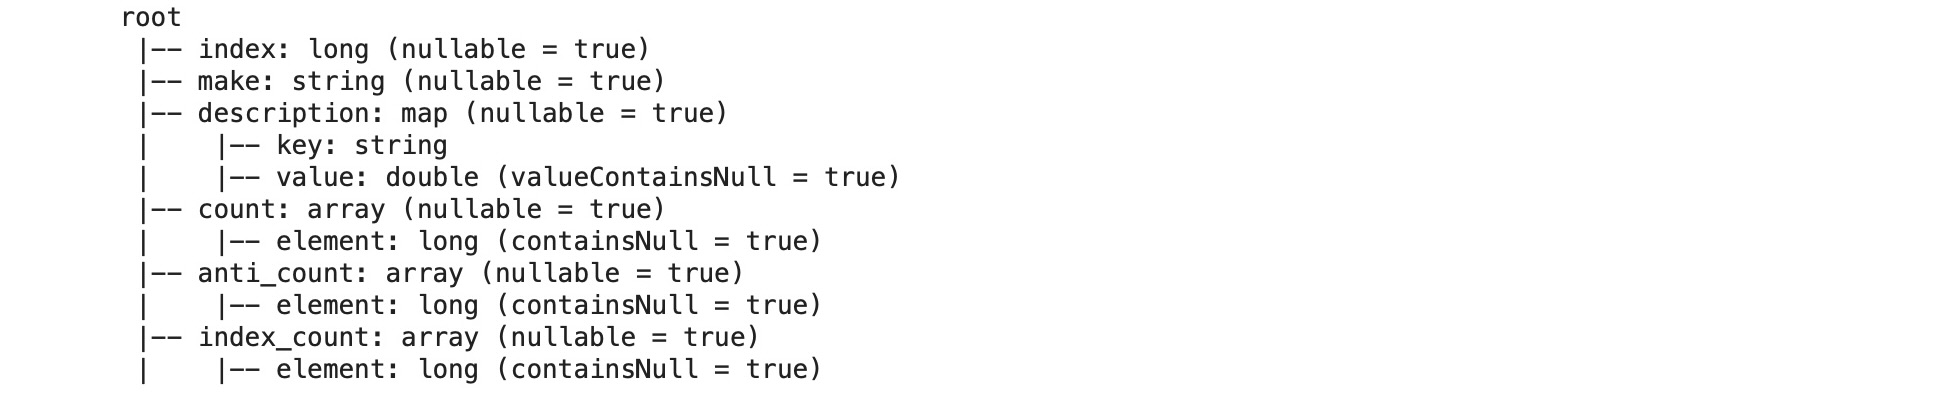 root
 |-- index: long (nullable = true)
 |-- make: string (nullable = true)
 |-- description: map (nullable = true)
 |    |-- key: string
 |    |-- value: double (valueContainsNull = true)
 |-- count: array (nullable = true)
 |    |-- element: long (containsNull = true)
 |-- anti_count: array (nullable = true)
 |    |-- element: long (containsNull = true)
 |-- index_count: array (nullable = true)
 |    |-- element: long (containsNull = true)